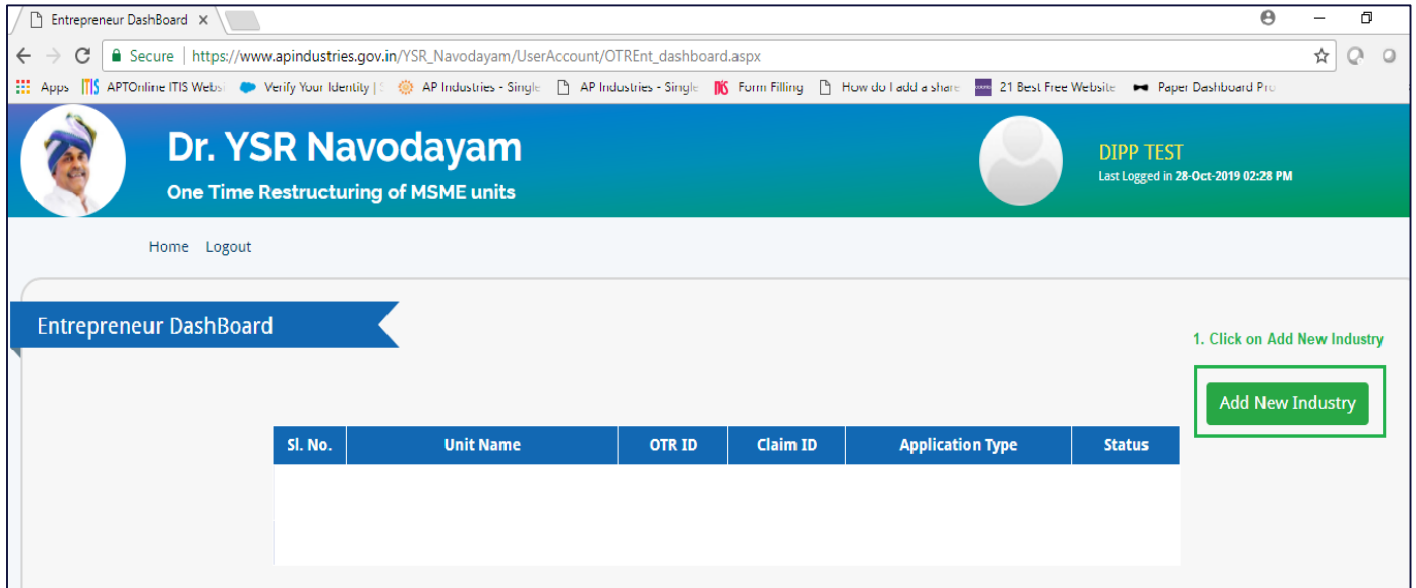 Entrepreneur DashBoard
Secure | https://www.apindustries.gov.in/YSR_Navodayam/UserAccount/OTREnt_dashboard.aspx
Apps APTOnline ITIS Websi Verify Your Identity | AP Industries - Single AP Industries - Single Form Filling How do I add a share 21 Best Free Website Paper Dashboard Pro
Dr. YSR Navodayam
One Time Restructuring of MSME units
DIPP TEST
Last Logged in 28-Oct-2019 02:28 PM
Home Logout
Entrepreneur DashBoard
1. Click on Add New Industry
Add New Industry
Sl. No. Unit Name OTR ID Claim ID Application Type Status